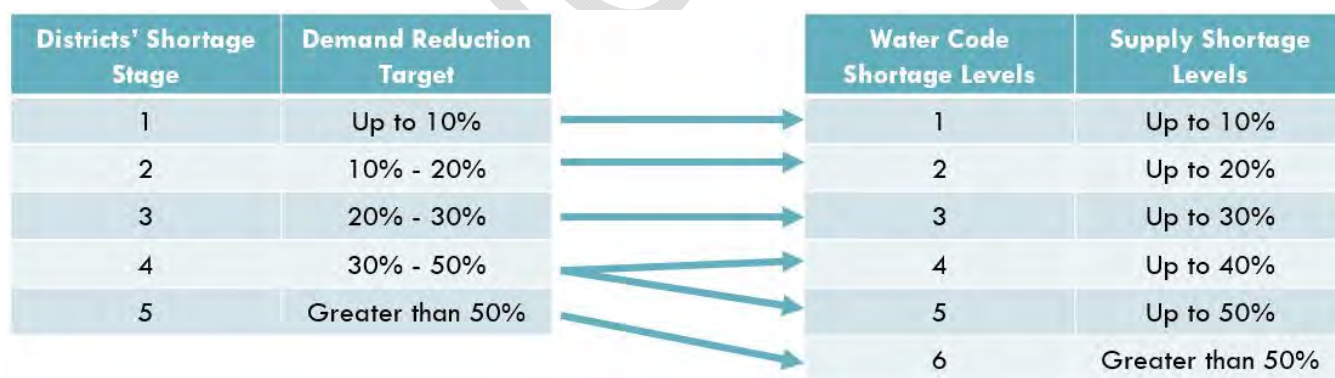 Districts' Shortage Stage
Demand Reduction Target
1
Up to 10%
2
10% - 20%
3
20% - 30%
4
30% - 50%
5
Greater than 50%
Water Code Shortage Levels
Supply Shortage Levels
1
Up to 10%
2
Up to 20%
3
Up to 30%
4
Up to 40%
5
Up to 50%
6
Greater than 50%